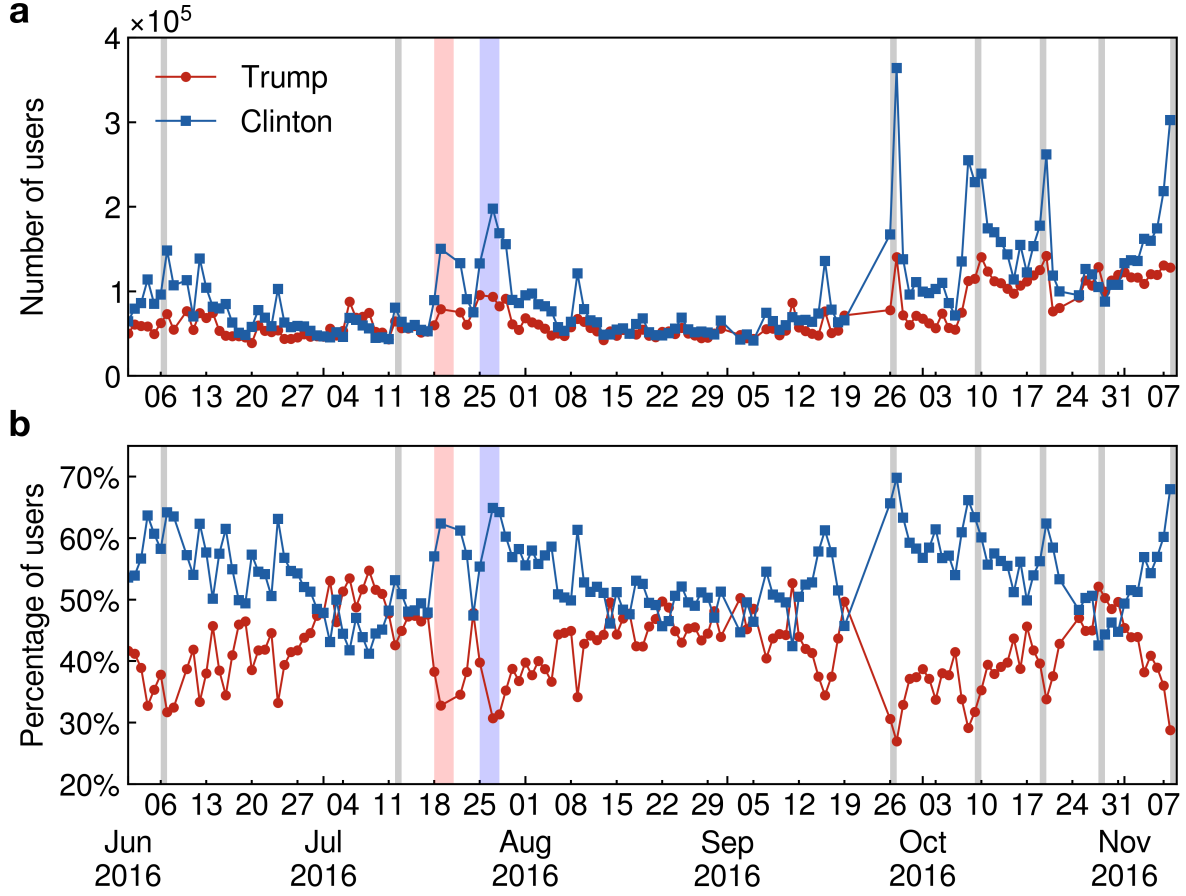 a
×10⁵
4
3
2
1
0
Number of users
Trump
Clinton
06 13 20 27 04 11 18 25 01 08 15 22 29 05 12 19 26 03 10 17 24 31 07
b
70%
60%
50%
40%
30%
20%
Percentage of users
06 13 20 27 04 11 18 25 01 08 15 22 29 05 12 19 26 03 10 17 24 31 07
Jun Jul Aug Sep Oct Nov
2016 2016 2016 2016 2016 2016